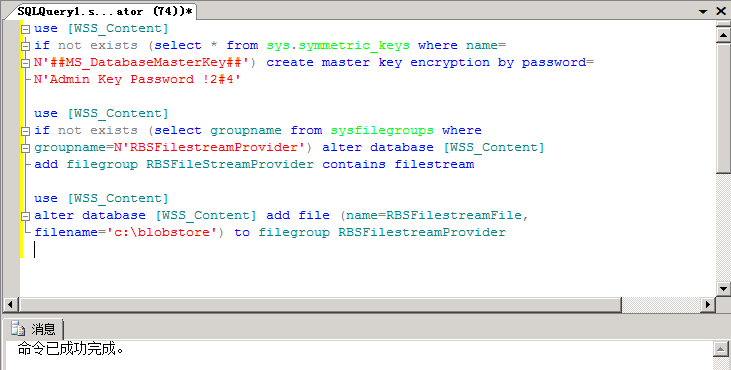 SQLQuery1.s...ator (74))*
use [WSS_Content]
if not exists (select * from sys.symmetric_keys where name=
N'##MS_DatabaseMasterKey##') create master key encryption by password=
N'Admin Key Password !2#4'
use [WSS_Content]
if not exists (select groupname from sysfilegroups where
groupname=N'RBSFilestreamProvider') alter database [WSS_Content]
add filegroup RBSFileStreamProvider contains filestream
use [WSS_Content]
alter database [WSS_Content] add file (name=RBSFilestreamFile,
filename='c:\blobstore') to filegroup RBSFilestreamProvider
消息
命令已成功完成。